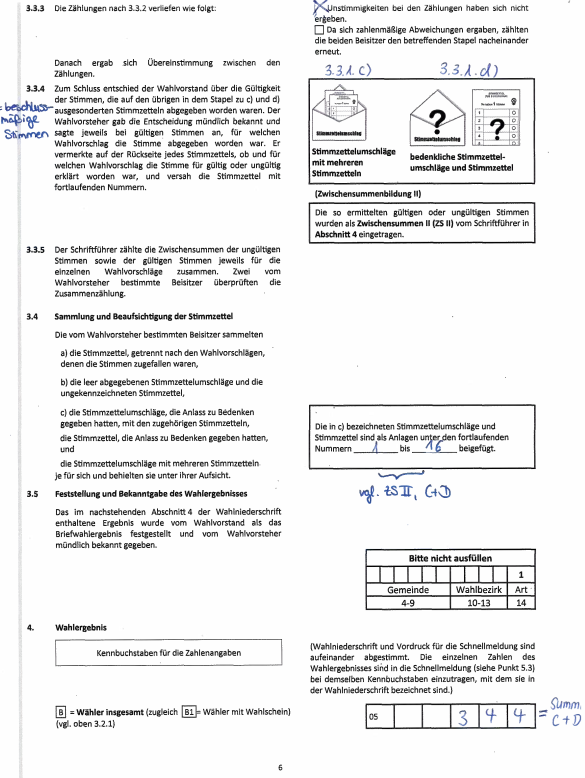 3.3.3 Die Zählungen nach 3.3.2 verliefen wie folgt:
Unstimmigkeiten bei den Zählungen haben sich nicht
ergeben.
Da sich zahlenmäßige Abweichungen ergaben, zählten
die beiden Beisitzer den betreffenden Stapel nacheinander
erneut.
Danach ergab sich Übereinstimmung zwischen den
Zählungen.
3.3.4 Zum Schluss entschied der Wahlvorstand über die Gültigkeit
der Stimmen, die auf den übrigen in dem Stapel zu c) und d)
ausgesonderten Stimmzetteln abgegeben worden waren. Der
Wahlvorsteher gab die Entscheidung mündlich bekannt und
sagte jeweils bei gültigen Stimmen an, für welchen
Wahlvorschlag die Stimme abgegeben worden war. Er
vermerkte auf der Rückseite jedes Stimmzettels, ob und für
welchen Wahlvorschlag die Stimme für gültig oder ungültig
erklärt worden war, und versah die Stimmzettel mit
fortlaufenden Nummern.
= beschluss-
mäßige
Stimmen
3.3.1. c) 3.3.1. d)
Stimmzettelumschlag
Stimmzettelumschlag
Stimmzettelumschläge
mit mehreren
Stimmzetteln
bedenkliche Stimmzettel-
umschläge und Stimmzettel
(Zwischensummenbildung II)
Die so ermittelten gültigen oder ungültigen Stimmen
wurden als Zwischensummen II (ZS II) vom Schriftführer in
Abschnitt 4 eingetragen.
3.3.5 Der Schriftführer zählte die Zwischensummen der ungültigen
Stimmen sowie der gültigen Stimmen jeweils für die
einzelnen Wahlvorschläge zusammen. Zwei vom
Wahlvorsteher bestimmte Beisitzer überprüften die
Zusammenzählung.
3.4 Sammlung und Beaufsichtigung der Stimmzettel
Die vom Wahlvorsteher bestimmten Beisitzer sammelten
a) die Stimmzettel, getrennt nach den Wahlvorschlägen,
denen die Stimmen zugefallen waren,
b) die leer abgegebenen Stimmzettelumschläge und die
ungekennzeichneten Stimmzettel,
c) die Stimmzettelumschläge, die Anlass zu Bedenken
gegeben hatten, mit den zugehörigen Stimmzetteln,
die Stimmzettel, die Anlass zu Bedenken gegeben hatten,
und
die Stimmzettelumschläge mit mehreren Stimmzetteln
je für sich und behielten sie unter ihrer Aufsicht.
Die in c) bezeichneten Stimmzettelumschläge und
Stimmzettel sind als Anlagen unter den fortlaufenden
Nummern 1 bis 16 beigefügt.
vgl. ZS II, C+D
3.5 Feststellung und Bekanntgabe des Wahlergebnisses
Das im nachstehenden Abschnitt 4 der Wahlniederschrift
enthaltene Ergebnis wurde vom Wahlvorstand als das
Briefwahlergebnis festgestellt und vom Wahlvorsteher
mündlich bekannt gegeben.
Bitte nicht ausfüllen
1
Gemeinde Wahlbezirk Art
4-9 10-13 14
4. Wahlergebnis
Kennbuchstaben für die Zahlenangaben
(Wahlniederschrift und Vordruck für die Schnellmeldung sind
aufeinander abgestimmt. Die einzelnen Zahlen des
Wahlergebnisses sind in die Schnellmeldung (siehe Punkt 5.3)
bei demselben Kennbuchstaben einzutragen, mit dem sie in
der Wahlniederschrift bezeichnet sind.)
B = Wähler insgesamt (zugleich B1 = Wähler mit Wahlschein)
(vgl. oben 3.2.1)
05 3 4 4 = Summ.
C + D
6